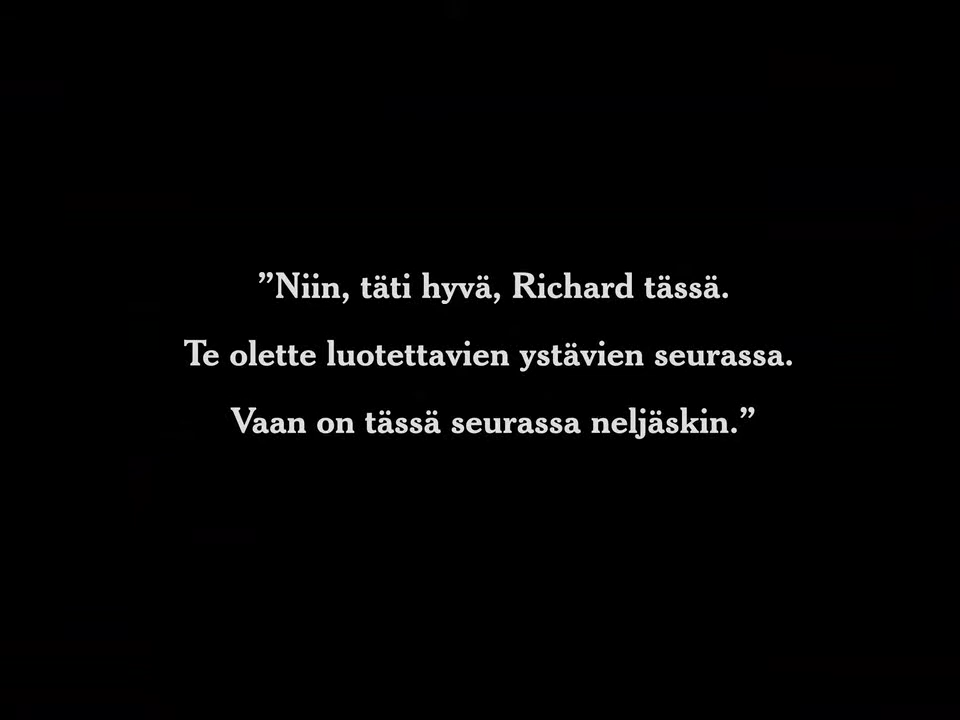 ”Niin, täti hyvä, Richard tässä.
Te olette luotettavien ystävien seurassa.
Vaan on tässä seurassa neljäskin.”